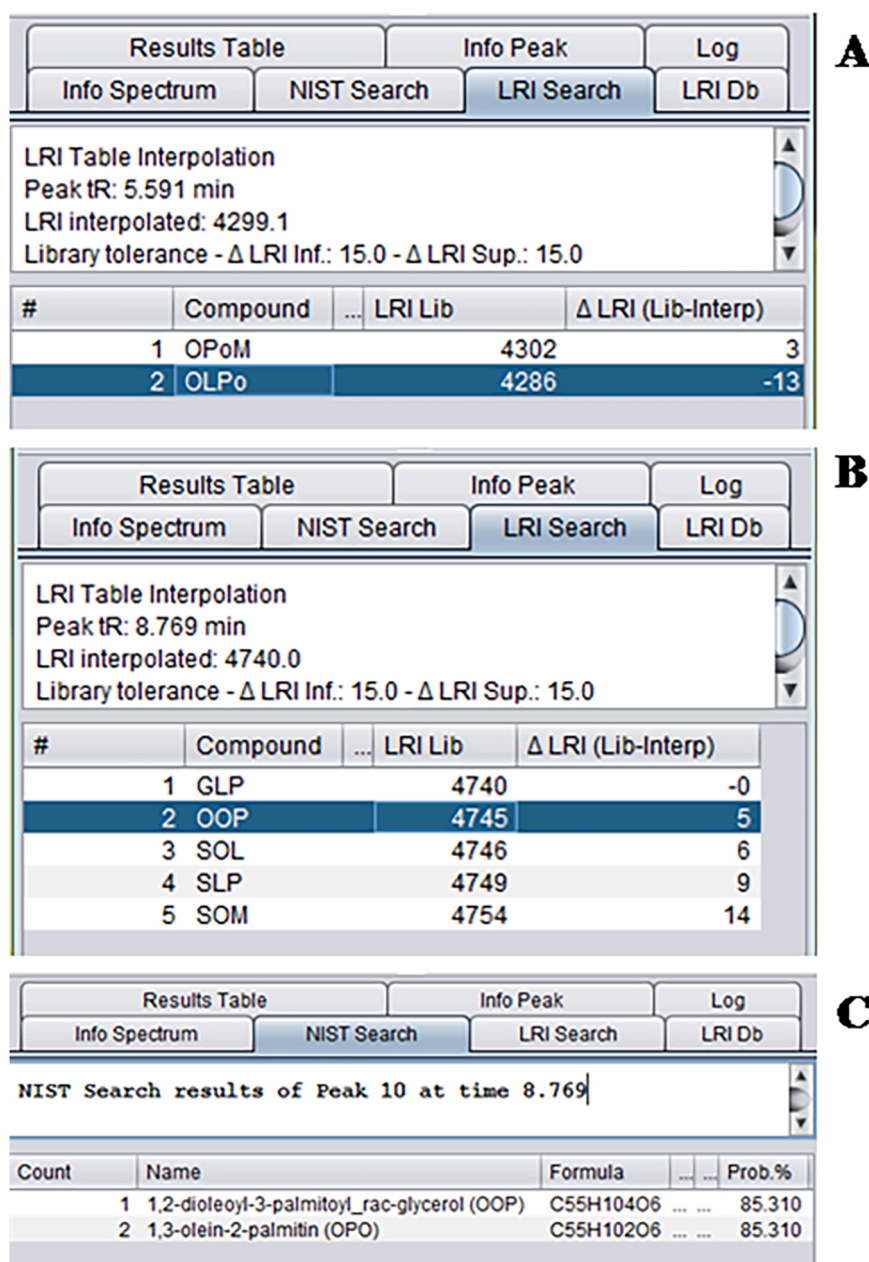 A
Results Table Info Peak Log
Info Spectrum NIST Search LRI Search LRI Db
LRI Table Interpolation
Peak tR: 5.591 min
LRI interpolated: 4299.1
Library tolerance - Δ LRI Inf.: 15.0 - Δ LRI Sup.: 15.0
# Compound ... LRI Lib Δ LRI (Lib-Interp)
1 OPoM 4302 3
2 OLPo 4286 -13
B
Results Table Info Peak Log
Info Spectrum NIST Search LRI Search LRI Db
LRI Table Interpolation
Peak tR: 8.769 min
LRI interpolated: 4740.0
Library tolerance - Δ LRI Inf.: 15.0 - Δ LRI Sup.: 15.0
# Compound ... LRI Lib Δ LRI (Lib-Interp)
1 GLP 4740 -0
2 OOP 4745 5
3 SOL 4746 6
4 SLP 4749 9
5 SOM 4754 14
C
Results Table Info Peak Log
Info Spectrum NIST Search LRI Search LRI Db
NIST Search results of Peak 10 at time 8.769
Count Name Formula ... ... Prob.%
1 1,2-dioleoyl-3-palmitoyl_rac-glycerol (OOP) C55H104O6 ... ... 85.310
2 1,3-olein-2-palmitin (OPO) C55H102O6 ... ... 85.310